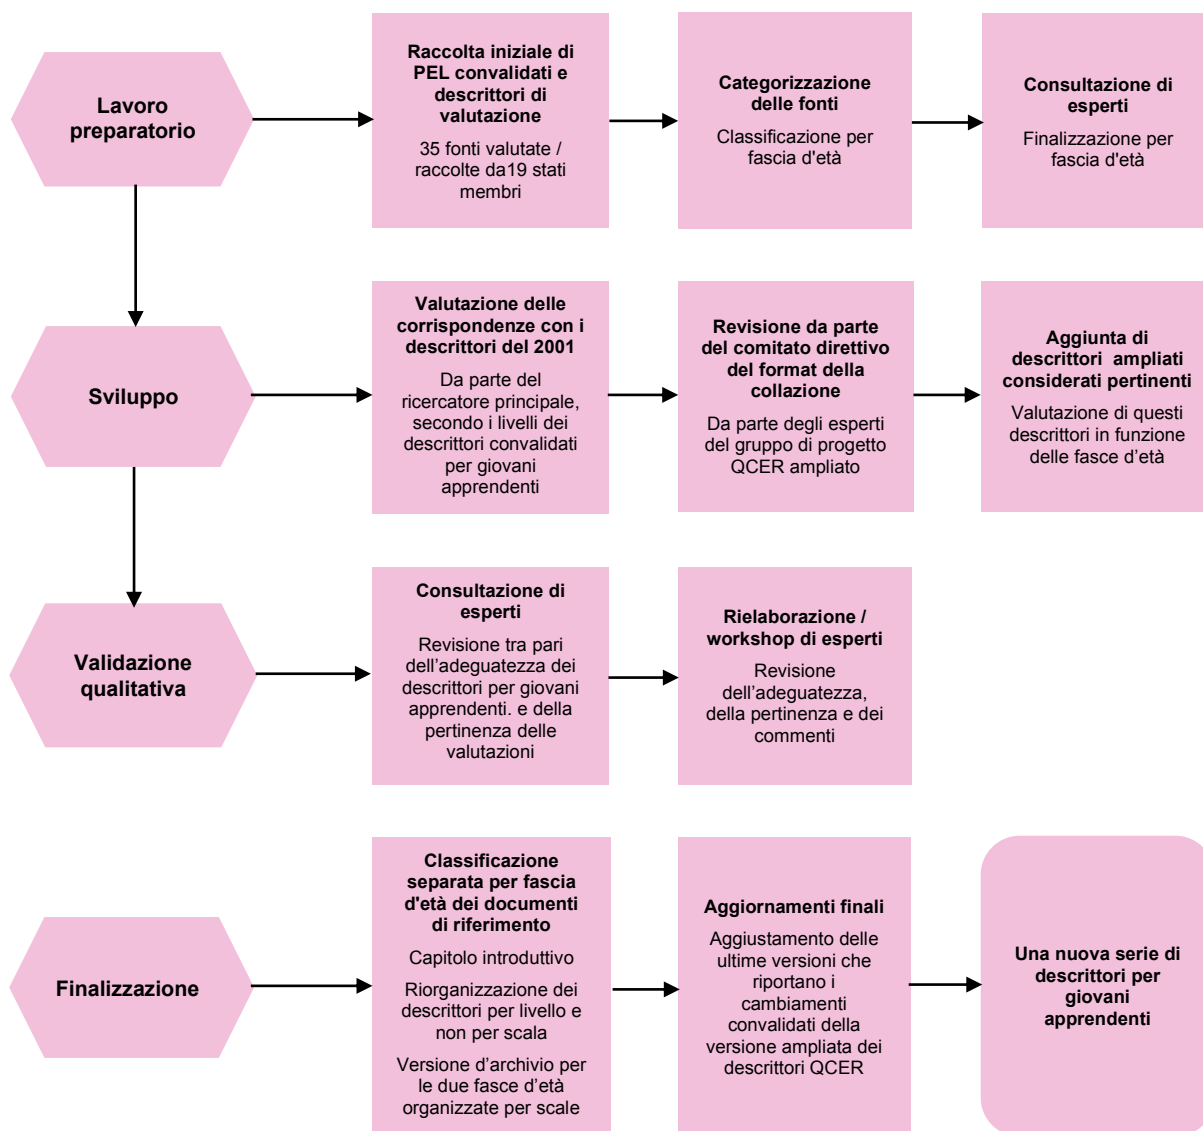 Lavoro
preparatorio
Raccolta iniziale di
PEL convalidati e
descrittori di
valutazione
35 fonti valutate /
raccolte da19 stati
membri
Categorizzazione
delle fonti
Classificazione per
fascia d'età
Consultazione di
esperti
Finalizzazione per
fascia d'età
Sviluppo
Valutazione delle
corrispondenze con i
descrittori del 2001
Da parte del
ricercatore principale,
secondo i livelli dei
descrittori convalidati
per giovani
apprendenti
Revisione da parte
del comitato direttivo
del format della
collazione
Da parte degli esperti
del gruppo di progetto
QCER ampliato
Aggiunta di
descrittori ampliati
considerati pertinenti
Valutazione di questi
descrittori in funzione
delle fasce d’età
Validazione
qualitativa
Consultazione di
esperti
Revisione tra pari
dell’adeguatezza dei
descrittori per giovani
apprendenti. e della
pertinenza delle
valutazioni
Rielaborazione /
workshop di esperti
Revisione
dell’adeguatezza,
della pertinenza e dei
commenti
Finalizzazione
Classificazione
separata per fascia
d'età dei documenti
di riferimento
Capitolo introduttivo
Riorganizzazione dei
descrittori per livello e
non per scala
Versione d’archivio per
le due fasce d’età
organizzate per scale
Aggiornamenti finali
Aggiustamento delle
ultime versioni che
riportano i
cambiamenti
convalidati della
versione ampliata dei
descrittori QCER
Una nuova serie di
descrittori per
giovani
apprendenti